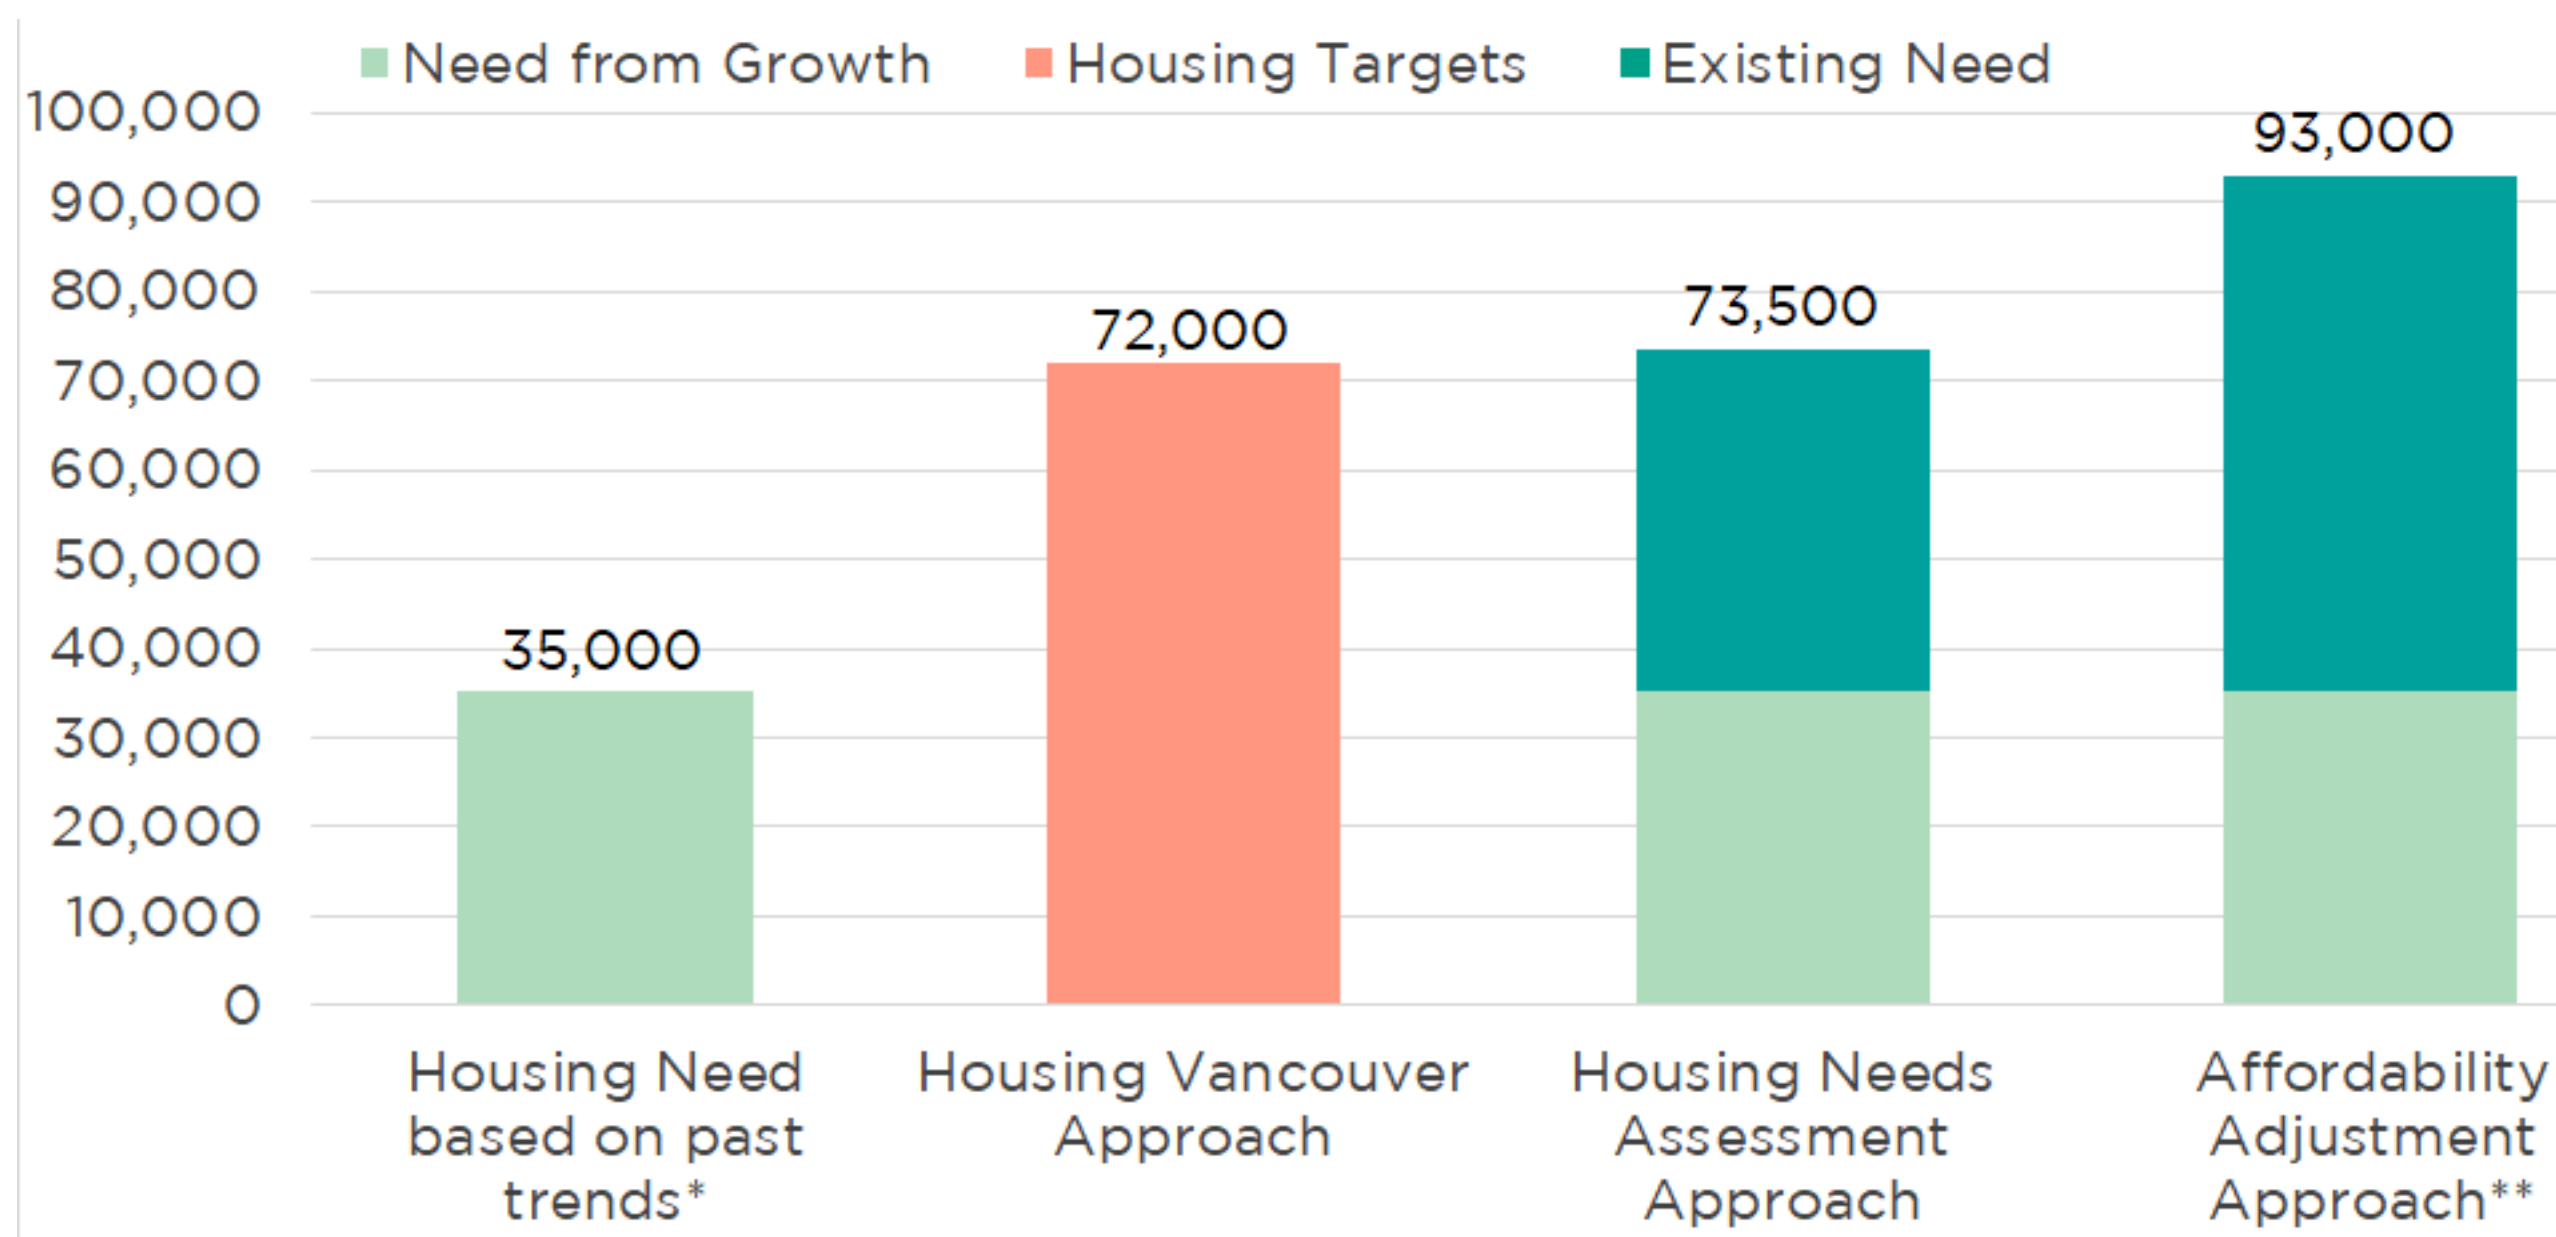 Need from Growth Housing Targets Existing Need
100,000
90,000
80,000
70,000
60,000
50,000
40,000
30,000
20,000
10,000
0
35,000
72,000
73,500
93,000
Housing Need
based on past
trends*
Housing Vancouver
Approach
Housing Needs
Assessment
Approach
Affordability
Adjustment
Approach**